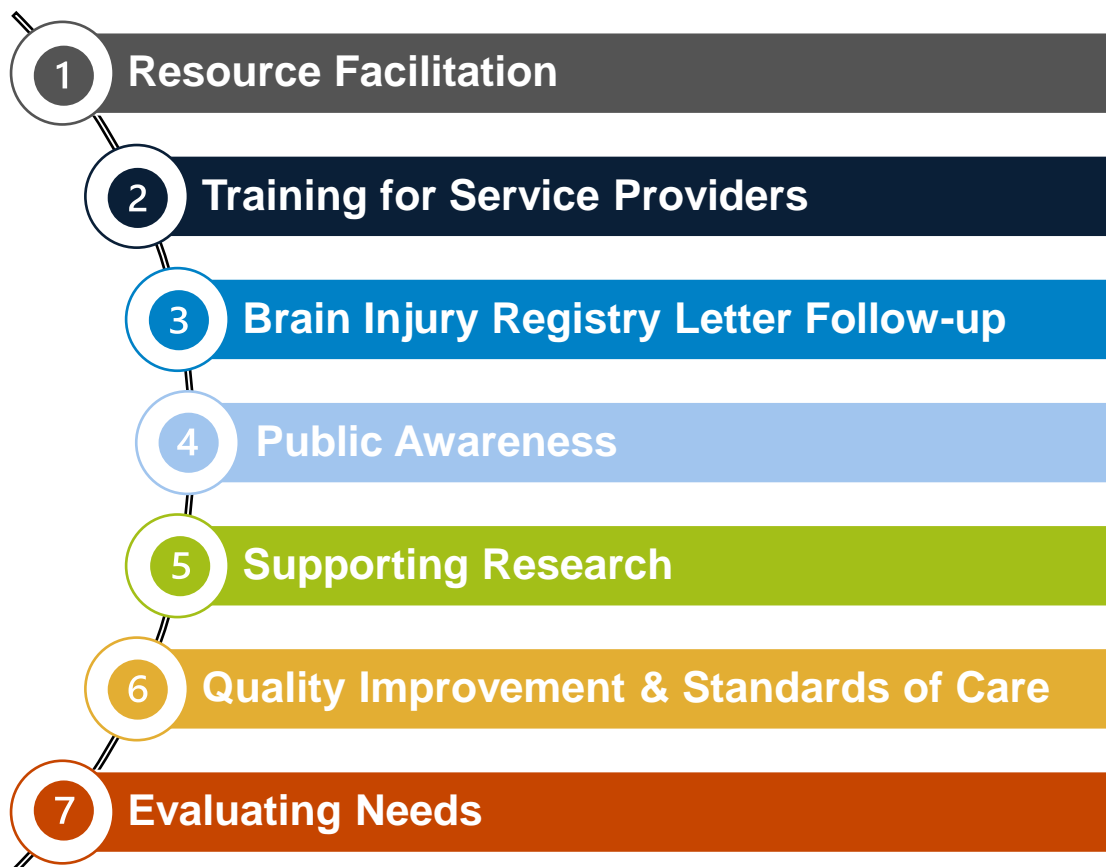 1 Resource Facilitation
2 Training for Service Providers
3 Brain Injury Registry Letter Follow-up
4 Public Awareness
5 Supporting Research
6 Quality Improvement & Standards of Care
7 Evaluating Needs